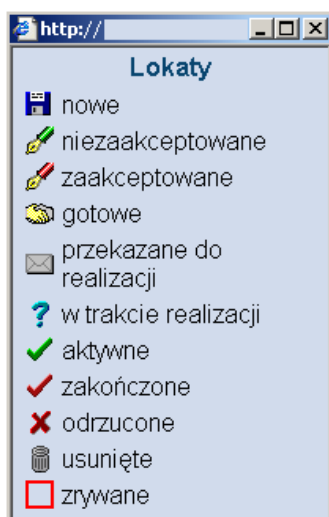 http://
Lokaty
nowe
niezaakceptowane
zaakceptowane
gotowe
przekazane do
realizacji
w trakcie realizacji
aktywne
zakończone
odrzucone
usunięte
zrywane